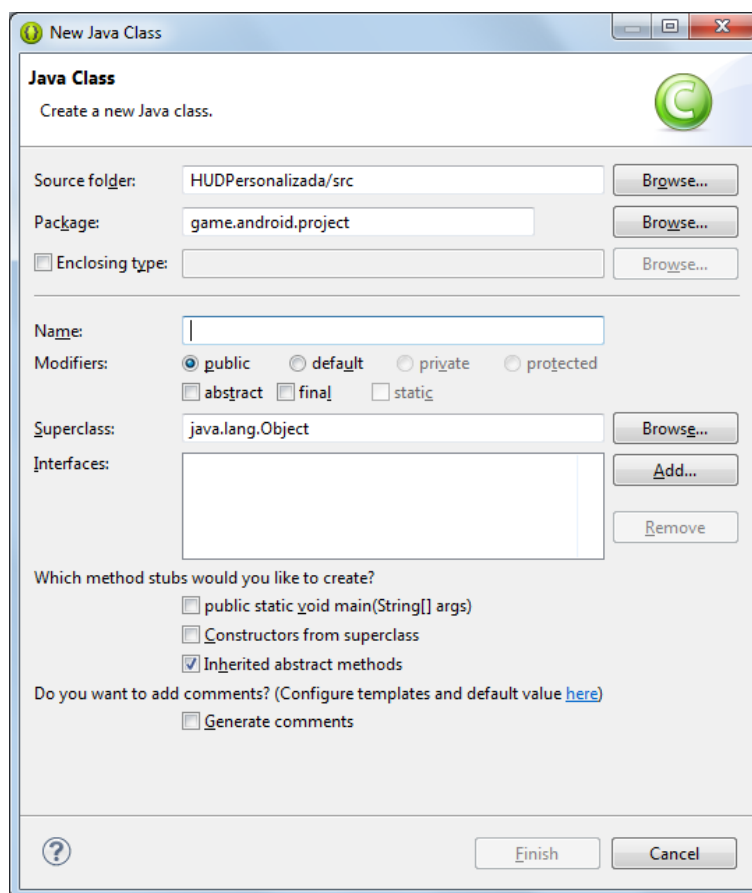 New Java Class
Java Class
Create a new Java class.
C
Source folder: HUDPersonalizada/src Browse...
Package: game.android.project Browse...
Enclosing type: Browse...
Name:
Modifiers: public default private protected
abstract final static
Superclass: java.lang.Object Browse...
Interfaces: Add...
Remove
Which method stubs would you like to create?
public static void main(String[] args)
Constructors from superclass
Inherited abstract methods
Do you want to add comments? (Configure templates and default value here)
Generate comments
? Finish Cancel